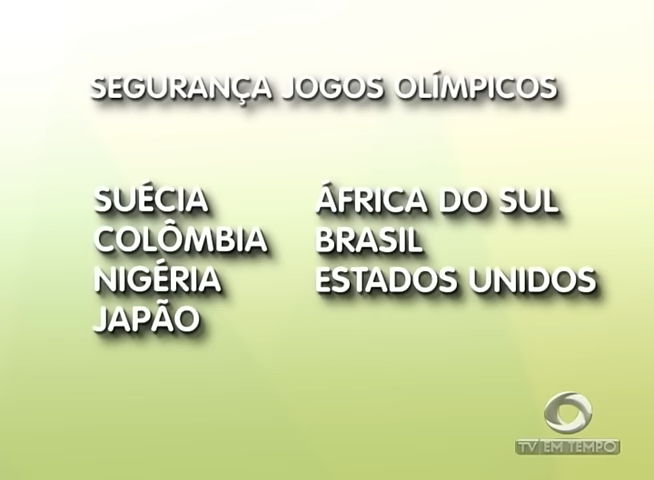 SEGURANÇA JOGOS OLÍMPICOS
SUÉCIA
COLÔMBIA
NIGÉRIA
JAPÃO
ÁFRICA DO SUL
BRASIL
ESTADOS UNIDOS
TV EM TEMPO